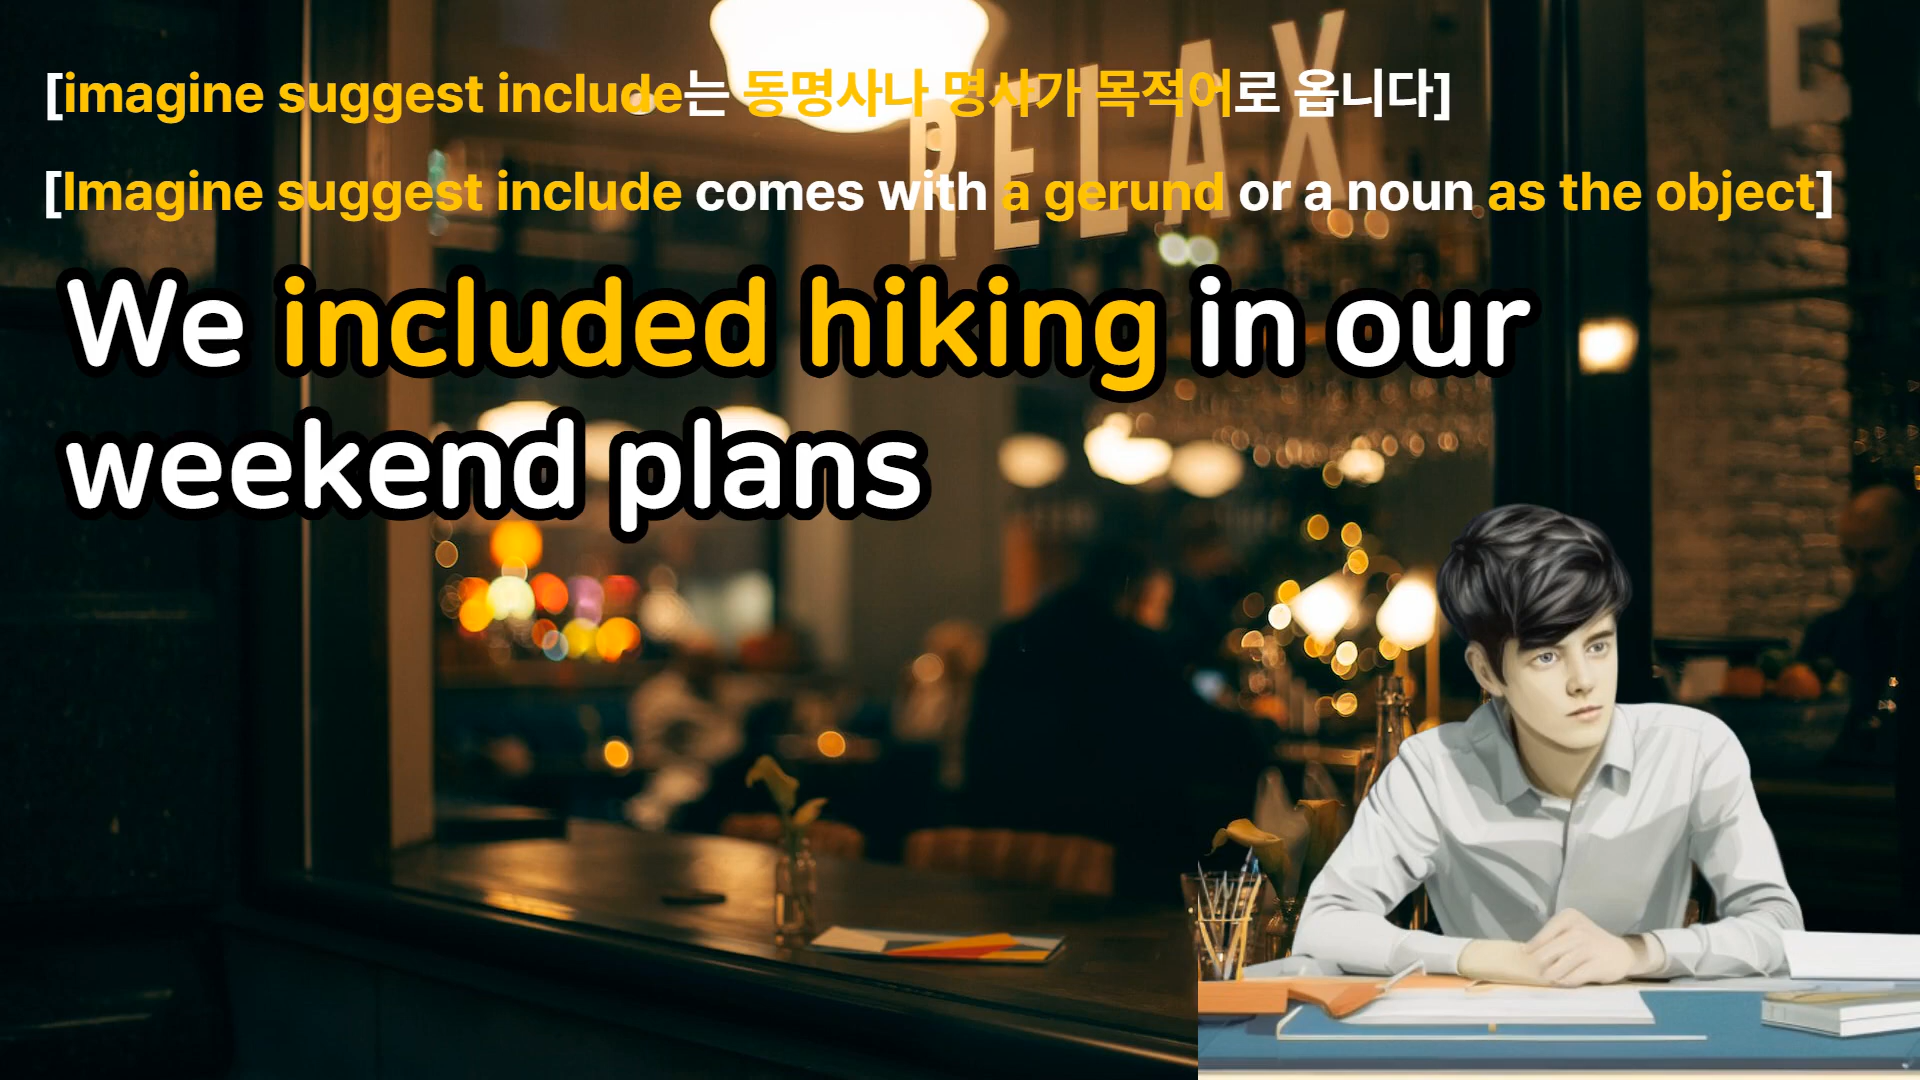 [imagine suggest include는 동명사나 명사가 목적어로 옵니다]
[Imagine suggest include comes with a gerund or a noun as the object]
We included hiking in our
weekend plans
RELAX